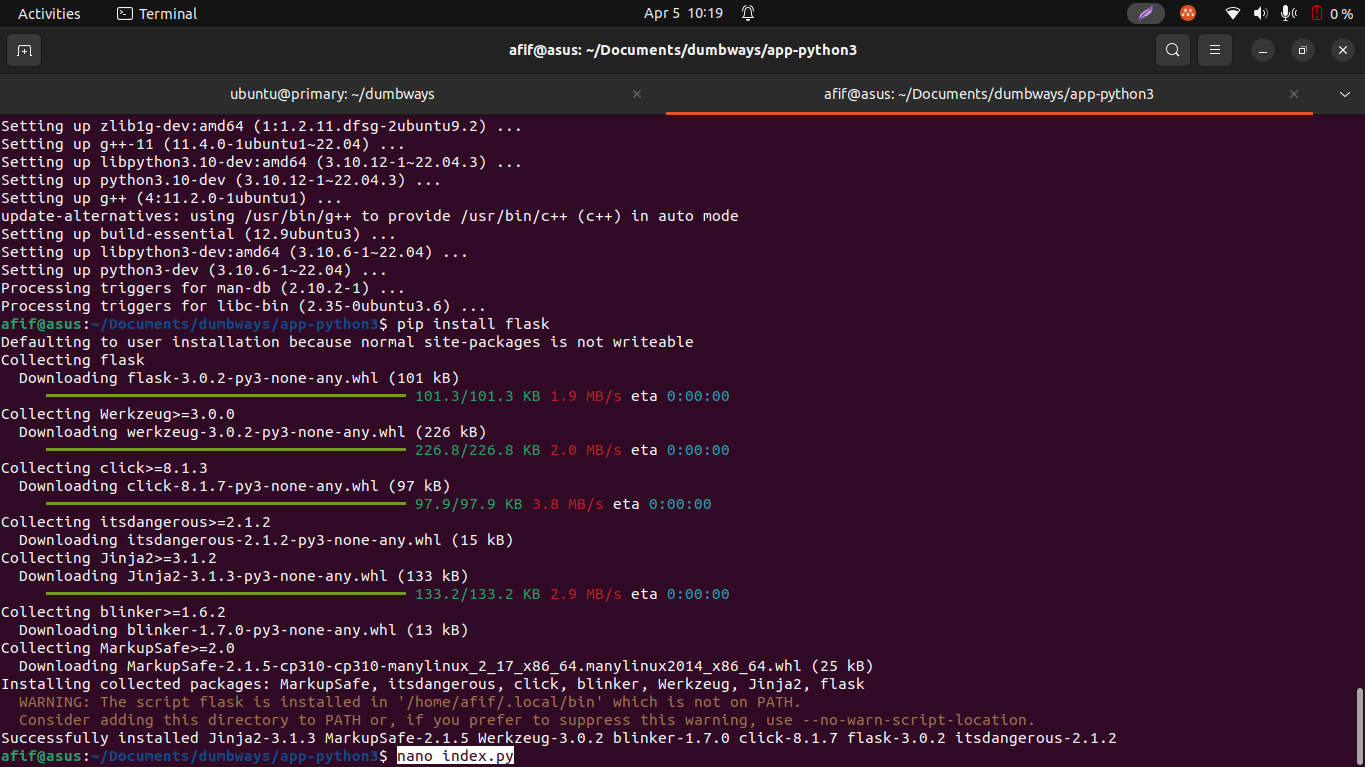 Activities Terminal Apr 5 10:19 0 %
afif@asus: ~/Documents/dumbways/app-python3
ubuntu@primary: ~/dumbways afif@asus: ~/Documents/dumbways/app-python3
Setting up zlib1g-dev:amd64 (1:1.2.11.dfsg-2ubuntu9.2) ...
Setting up g++-11 (11.4.0-1ubuntu1~22.04) ...
Setting up libpython3.10-dev:amd64 (3.10.12-1~22.04.3) ...
Setting up python3.10-dev (3.10.12-1~22.04.3) ...
Setting up g++ (4:11.2.0-1ubuntu1) ...
update-alternatives: using /usr/bin/g++ to provide /usr/bin/c++ (c++) in auto mode
Setting up build-essential (12.9ubuntu3) ...
Setting up libpython3-dev:amd64 (3.10.6-1~22.04) ...
Setting up python3-dev (3.10.6-1~22.04) ...
Processing triggers for man-db (2.10.2-1) ...
Processing triggers for libc-bin (2.35-0ubuntu3.6) ...
afif@asus:~/Documents/dumbways/app-python3$ pip install flask
Defaulting to user installation because normal site-packages is not writeable
Collecting flask
  Downloading flask-3.0.2-py3-none-any.whl (101 kB)
101.3/101.3 KB 1.9 MB/s eta 0:00:00
Collecting Werkzeug>=3.0.0
  Downloading werkzeug-3.0.2-py3-none-any.whl (226 kB)
226.8/226.8 KB 2.0 MB/s eta 0:00:00
Collecting click>=8.1.3
  Downloading click-8.1.7-py3-none-any.whl (97 kB)
97.9/97.9 KB 3.8 MB/s eta 0:00:00
Collecting itsdangerous>=2.1.2
  Downloading itsdangerous-2.1.2-py3-none-any.whl (15 kB)
Collecting Jinja2>=3.1.2
  Downloading Jinja2-3.1.3-py3-none-any.whl (133 kB)
133.2/133.2 KB 2.9 MB/s eta 0:00:00
Collecting blinker>=1.6.2
  Downloading blinker-1.7.0-py3-none-any.whl (13 kB)
Collecting MarkupSafe>=2.0
  Downloading MarkupSafe-2.1.5-cp310-cp310-manylinux_2_17_x86_64.manylinux2014_x86_64.whl (25 kB)
Installing collected packages: MarkupSafe, itsdangerous, click, blinker, Werkzeug, Jinja2, flask
  WARNING: The script flask is installed in '/home/afif/.local/bin' which is not on PATH.
  Consider adding this directory to PATH or, if you prefer to suppress this warning, use --no-warn-script-location.
Successfully installed Jinja2-3.1.3 MarkupSafe-2.1.5 Werkzeug-3.0.2 blinker-1.7.0 click-8.1.7 flask-3.0.2 itsdangerous-2.1.2
afif@asus:~/Documents/dumbways/app-python3$ nano index.py